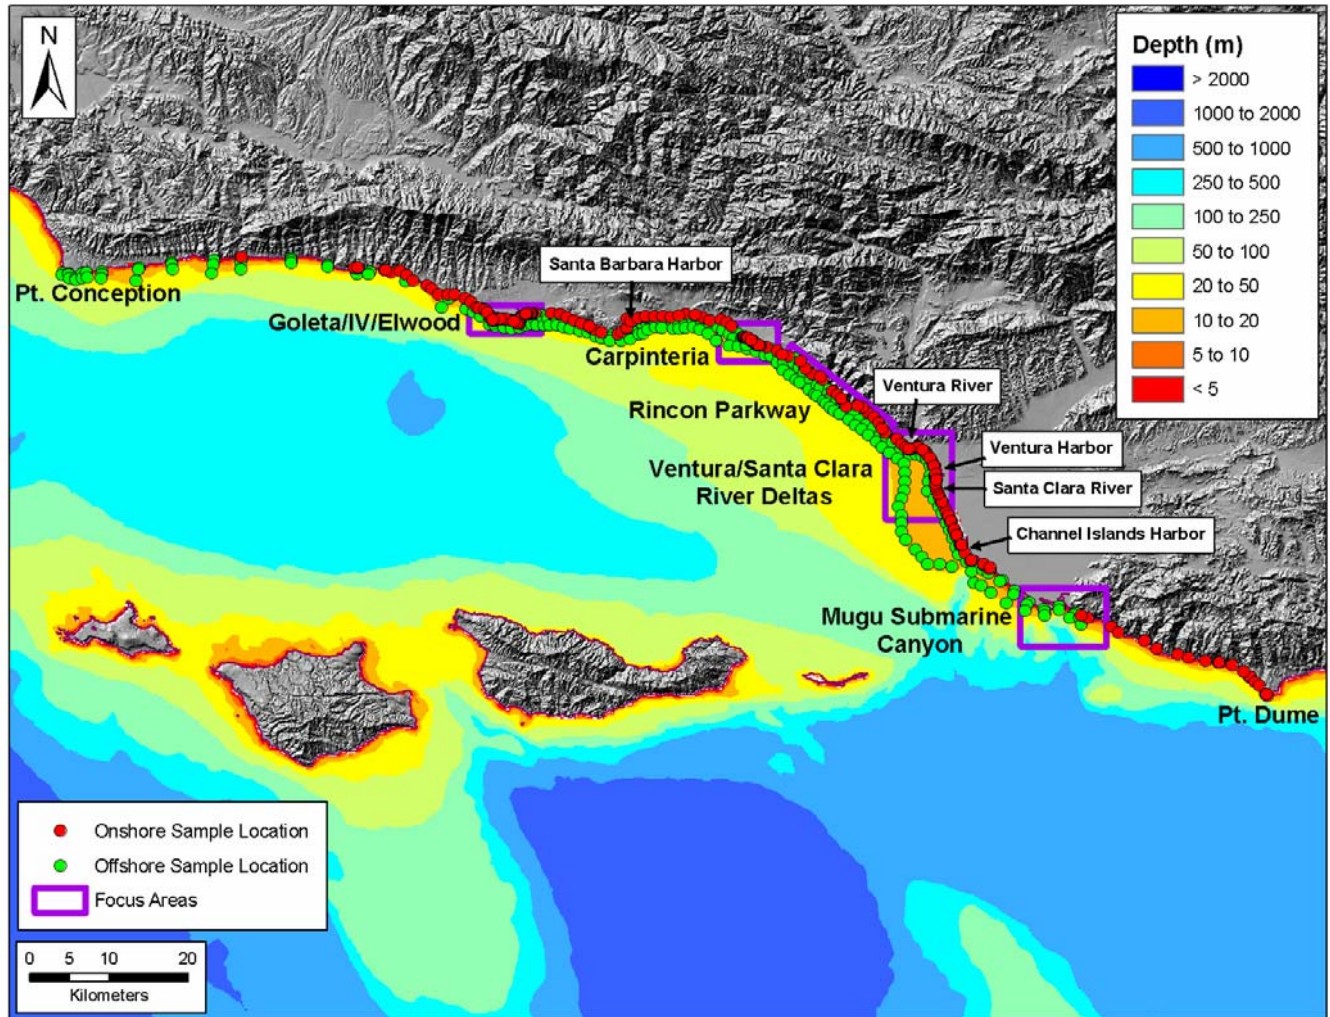 N
Depth (m)
> 2000
1000 to 2000
500 to 1000
250 to 500
100 to 250
50 to 100
20 to 50
10 to 20
5 to 10
< 5
Santa Barbara Harbor
Pt. Conception
Goleta/IV/Elwood
Carpinteria
Ventura River
Rincon Parkway
Ventura Harbor
Ventura/Santa Clara
River Deltas
Santa Clara River
Channel Islands Harbor
Mugu Submarine
Canyon
Pt. Dume
Onshore Sample Location
Offshore Sample Location
Focus Areas
0 5 10 20
Kilometers